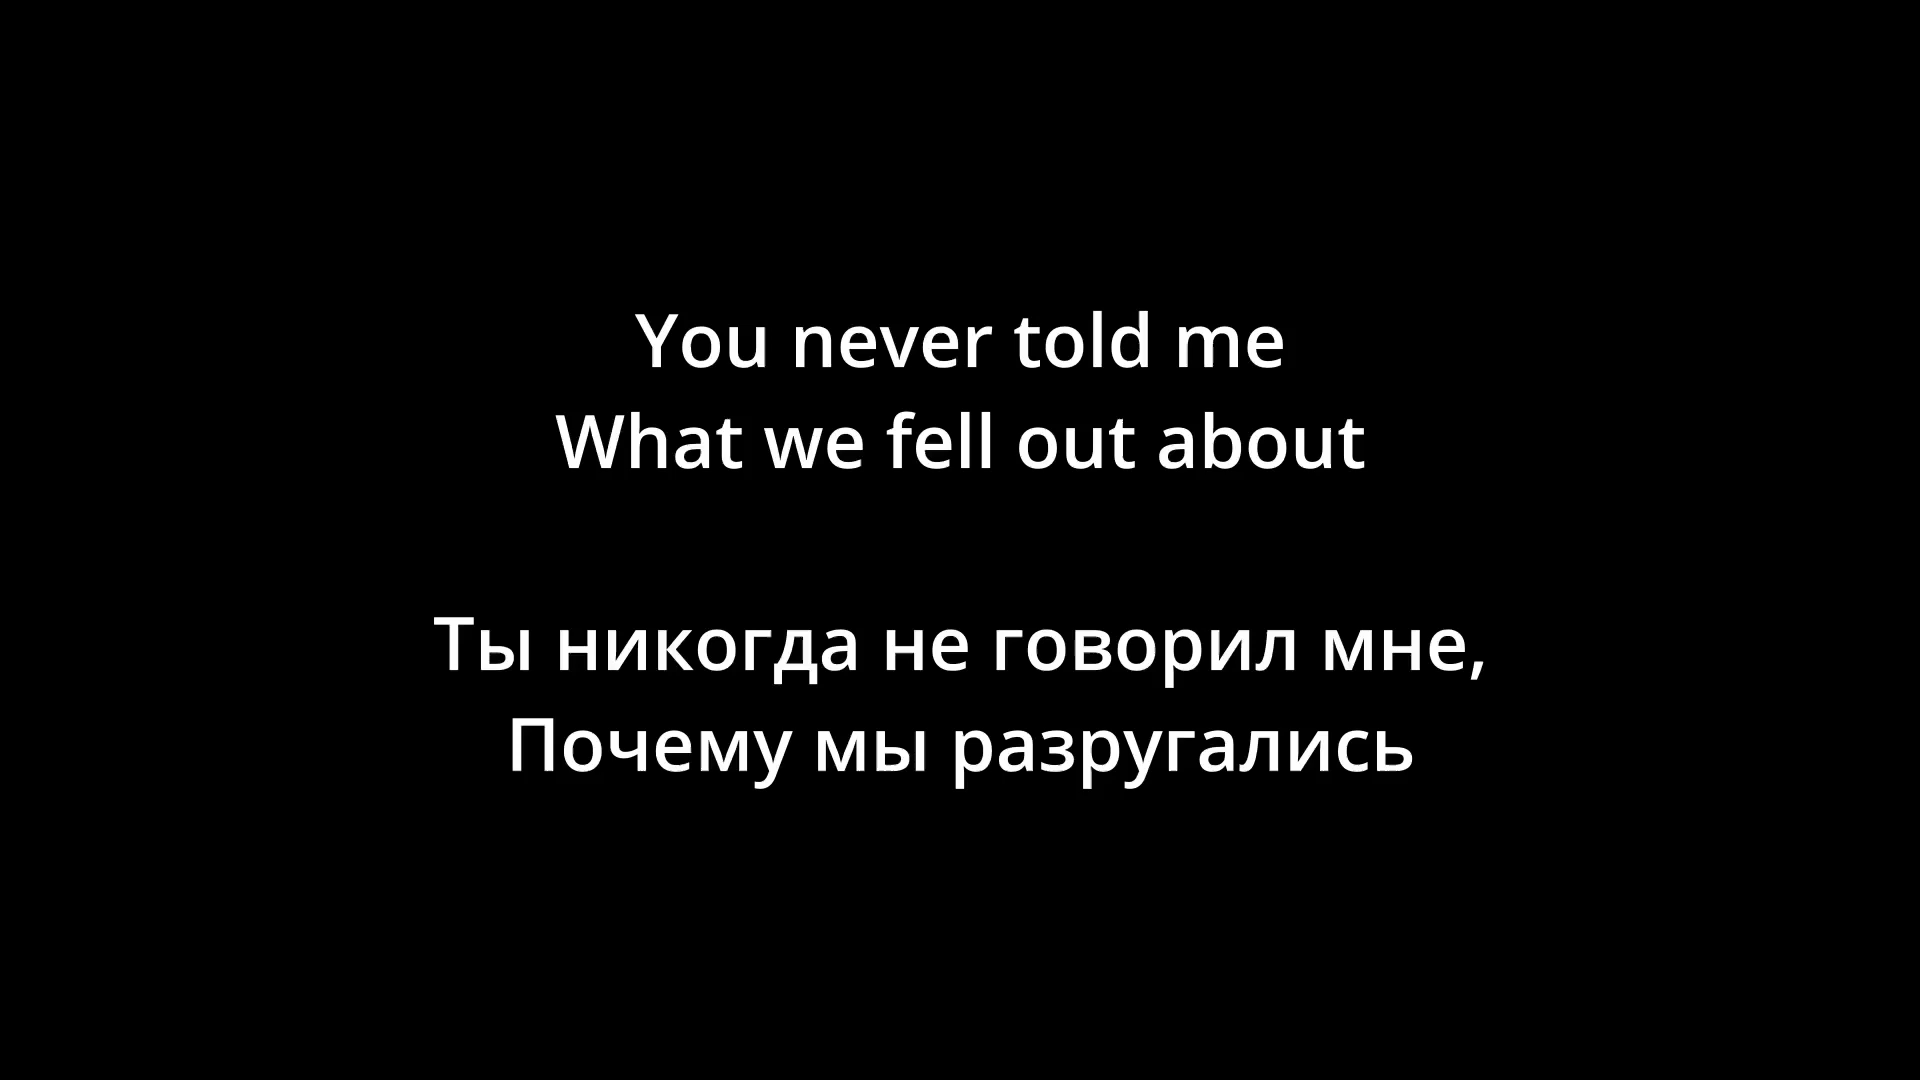 You never told me
What we fell out about
Ты никогда не говорил мне,
Почему мы разругались